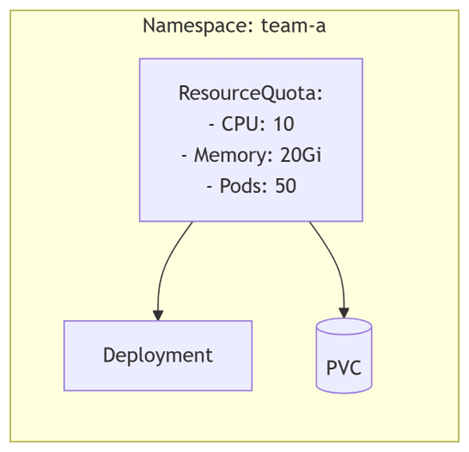 Namespace: team-a
ResourceQuota:
- CPU: 10
- Memory: 20Gi
- Pods: 50
Deployment
PVC